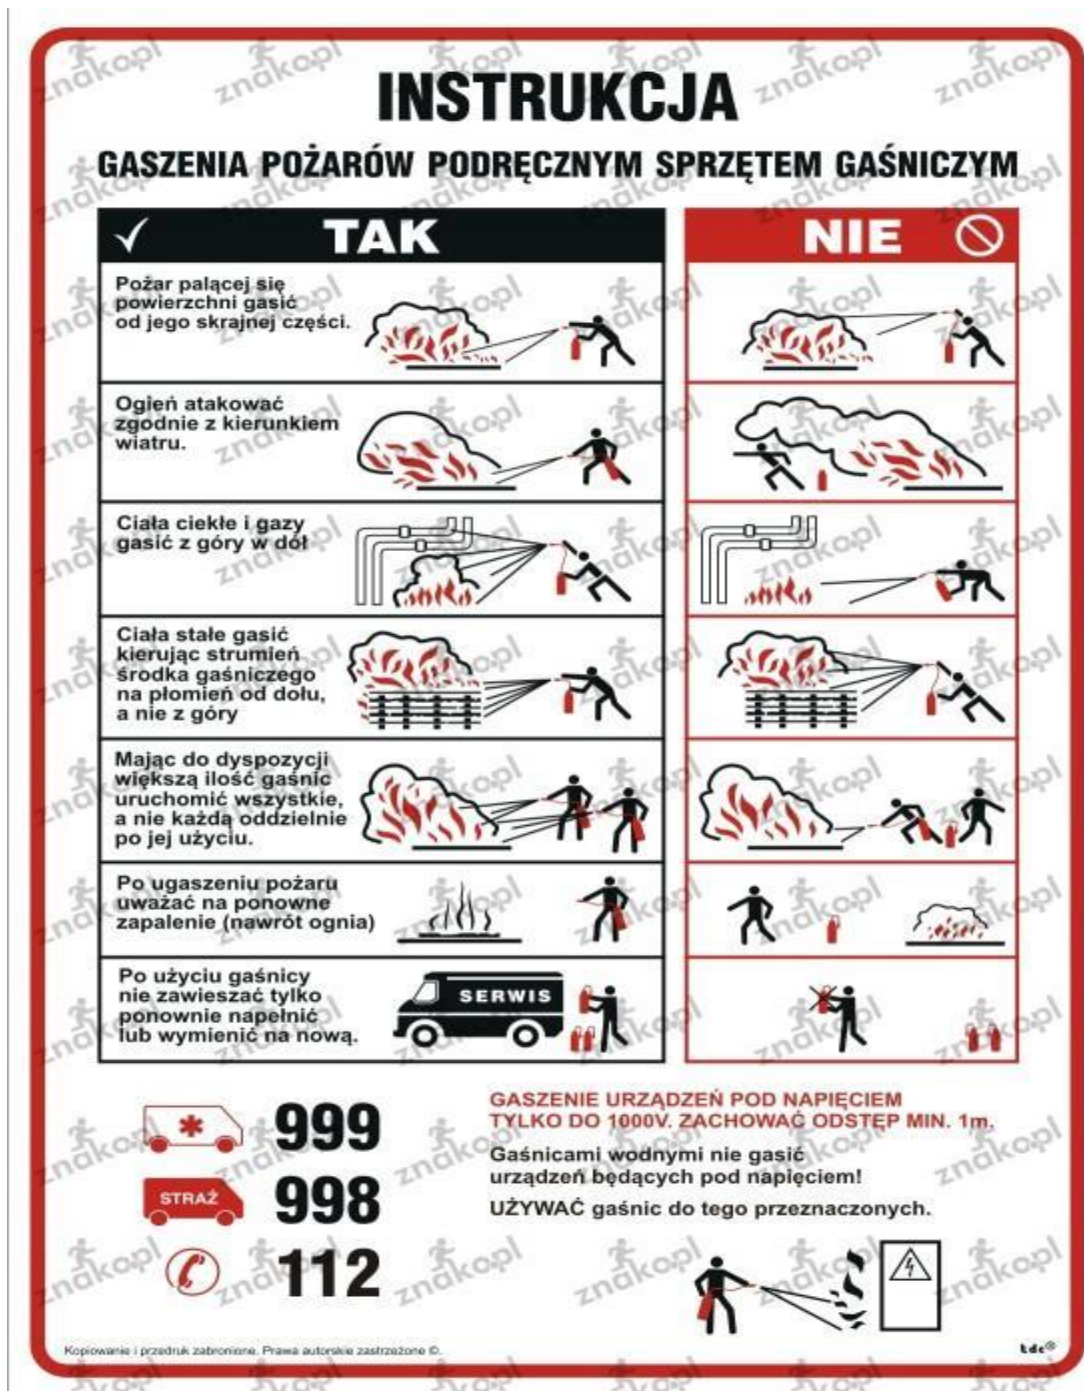 INSTRUKCJA
GASZENIA POŻARÓW PODRĘCZNYM SPRZĘTEM GAŚNICZYM
TAK
NIE
Pożar palącej się
powierzchni gasić
od jego skrajnej części.
Ogień atakować
zgodnie z kierunkiem
wiatru.
Ciała ciekłe i gazy
gasić z góry w dół
Ciała stałe gasić
kierując strumień
środka gaśniczego
na płomień od dołu,
a nie z góry
Mając do dyspozycji
większą ilość gaśnic
uruchomić wszystkie,
a nie każdą oddzielnie
po jej użyciu.
Po ugaszeniu pożaru
uważać na ponowne
zapalenie (nawrót ognia)
Po użyciu gaśnicy
nie zawieszać tylko
ponownie napełnić
lub wymienić na nową.
SERWIS
999
STRAŻ
998
112
GASZENIE URZĄDZEŃ POD NAPIĘCIEM
TYLKO DO 1000V. ZACHOWAĆ ODSTĘP MIN. 1m.
Gaśnicami wodnymi nie gasić
urządzeń będących pod napięciem!
UŻYWAĆ gaśnic do tego przeznaczonych.
Kopiowanie i przedruk zabronione. Prawa autorskie zastrzeżone ©.
tdc®
znakopl